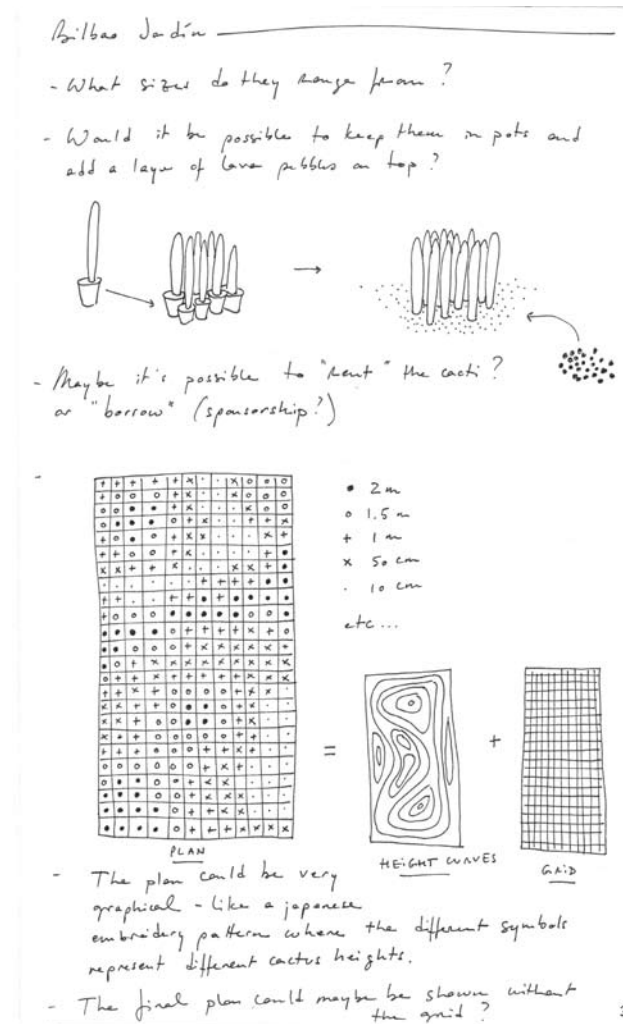 Bilbao Jardín
- What sizes do they range from?
- Would it be possible to keep them in pots and
add a layer of lava pebbles on top?
- Maybe it's possible to "rent" the cacti?
or "borrow" (sponsorship?)
-
• 2 m
o 1.5 m
+ 1 m
x 50 cm
. 10 cm
etc...
=
+
PLAN
HEIGHT CURVES
GRID
- The plan could be very
graphical - like a japanese
embroidery pattern where the different symbols
represent different cactus heights.
- The final plan could maybe be shown without
the grid?